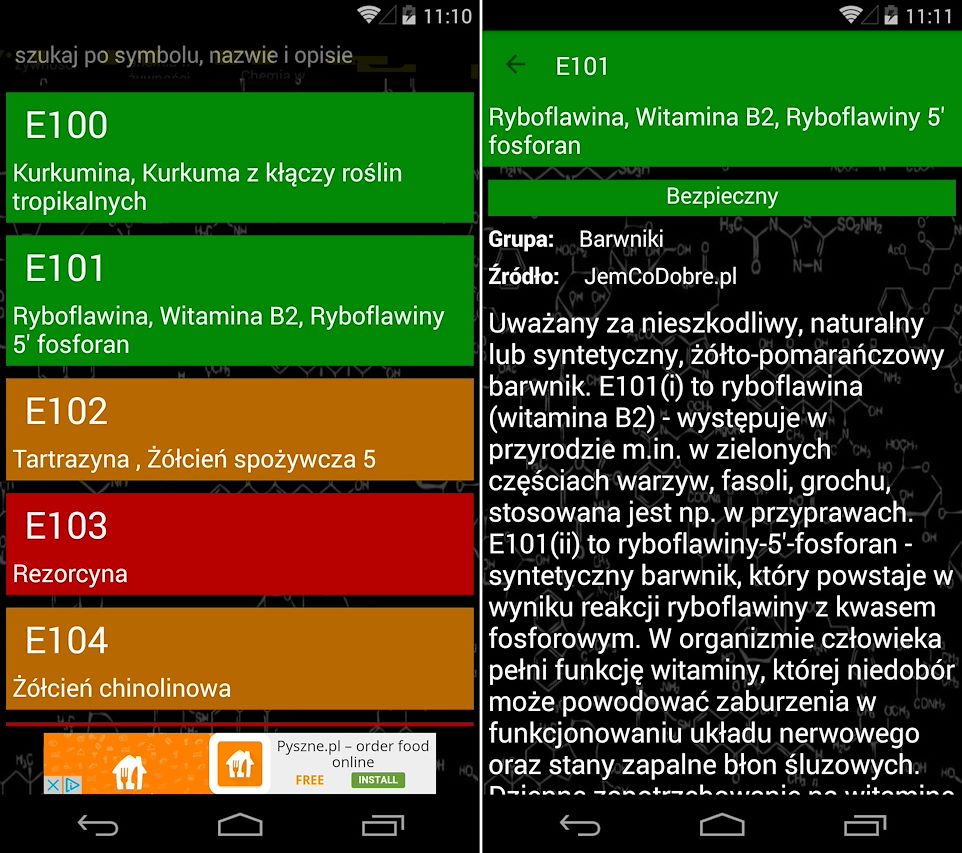 11:10
szukaj po symbolu, nazwie i opisie
E100
Kurkumina, Kurkuma z kłączy roślin
tropikalnych
E101
Ryboflawina, Witamina B2, Ryboflawiny
5' fosforan
E102
Tartrazyna , Żółcień spożywcza 5
E103
Rezorcyna
E104
Żółcień chinolinowa
Pyszne.pl – order food
online
FREE
INSTALL
11:11
E101
Ryboflawina, Witamina B2, Ryboflawiny 5'
fosforan
Bezpieczny
Grupa: Barwniki
Źródło: JemCoDobre.pl
Uważany za nieszkodliwy, naturalny
lub syntetyczny, żółto-pomarańczowy
barwnik. E101(i) to ryboflawina
(witamina B2) - występuje w
przyrodzie m.in. w zielonych
częściach warzyw, fasoli, grochu,
stosowana jest np. w przyprawach.
E101(ii) to ryboflawiny-5'-fosforan -
syntetyczny barwnik, który powstaje w
wyniku reakcji ryboflawiny z kwasem
fosforowym. W organizmie człowieka
pełni funkcję witaminy, której niedobór
może powodować zaburzenia w
funkcjonowaniu układu nerwowego
oraz stany zapalne błon śluzowych.
Dzienne zapotrzebowanie na witaminę